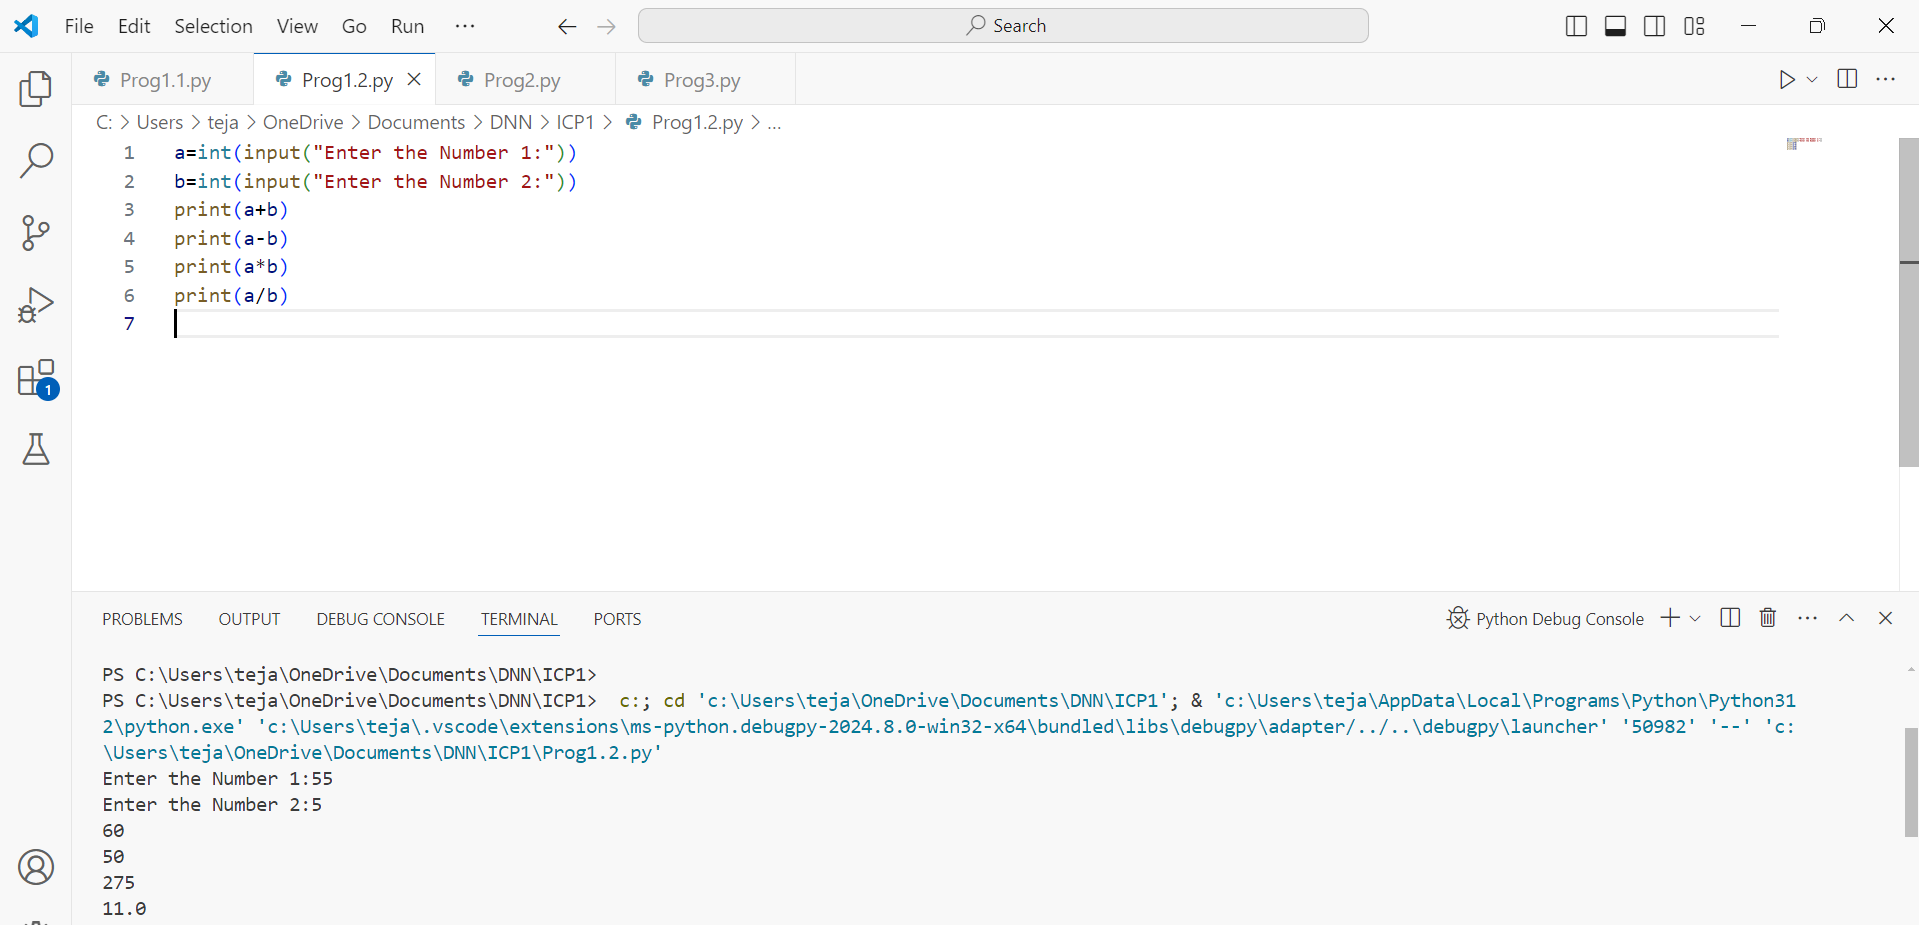 File Edit Selection View Go Run ··· Search
Prog1.1.py Prog1.2.py Prog2.py Prog3.py
C: > Users > teja > OneDrive > Documents > DNN > ICP1 > Prog1.2.py > ...
1 a=int(input("Enter the Number 1:"))
2 b=int(input("Enter the Number 2:"))
3 print(a+b)
4 print(a-b)
5 print(a*b)
6 print(a/b)
7
1
PROBLEMS OUTPUT DEBUG CONSOLE TERMINAL PORTS Python Debug Console
PS C:\Users\teja\OneDrive\Documents\DNN\ICP1>
PS C:\Users\teja\OneDrive\Documents\DNN\ICP1>  c:; cd 'c:\Users\teja\OneDrive\Documents\DNN\ICP1'; & 'c:\Users\teja\AppData\Local\Programs\Python\Python31
2\python.exe' 'c:\Users\teja\.vscode\extensions\ms-python.debugpy-2024.8.0-win32-x64\bundled\libs\debugpy\adapter/../..\debugpy\launcher' '50982' '--' 'c:
\Users\teja\OneDrive\Documents\DNN\ICP1\Prog1.2.py'
Enter the Number 1:55
Enter the Number 2:5
60
50
275
11.0